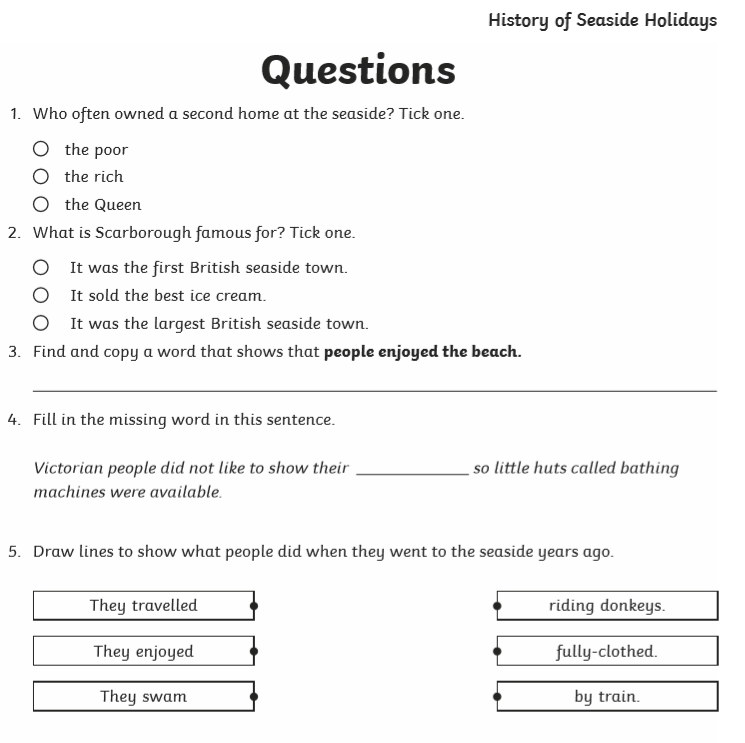 History of Seaside Holidays
Questions
1. Who often owned a second home at the seaside? Tick one.
the poor
the rich
the Queen
2. What is Scarborough famous for? Tick one.
It was the first British seaside town.
It sold the best ice cream.
It was the largest British seaside town.
3. Find and copy a word that shows that people enjoyed the beach.
4. Fill in the missing word in this sentence.
Victorian people did not like to show their ____________ so little huts called bathing
machines were available.
5. Draw lines to show what people did when they went to the seaside years ago.
They travelled riding donkeys.
They enjoyed fully-clothed.
They swam by train.